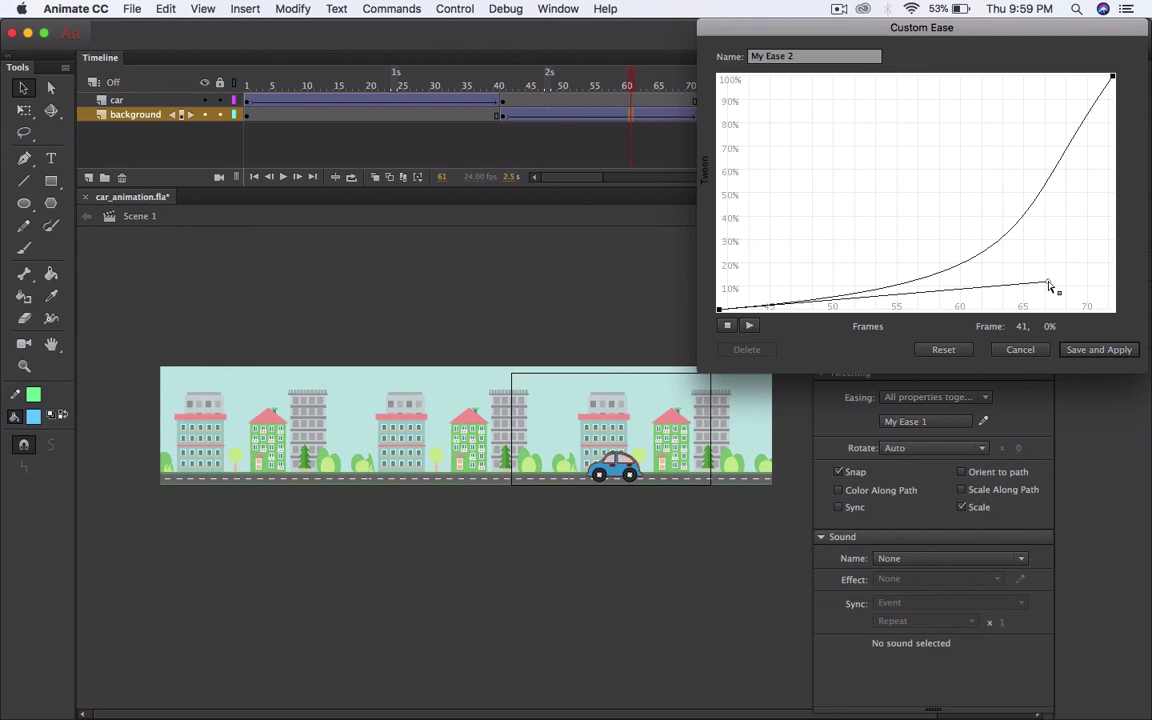 Animate CC File Edit View Insert Modify Text Commands Control Debug Window Help 53% Thu 9:59 PM
An
Custom Ease
Name: My Ease 2
Timeline
Tools
Off 1s 2s
1 5 10 15 20 25 30 35 40 45 50 55 60 65 70
car
background
61 24.00 fps 2.5 s
car_animation.fla*
Scene 1
100%
90%
80%
70%
60%
50%
40%
30%
20%
10%
Tween
45 50 55 60 65 70
Frames Frame: 41, 0%
Delete Reset Cancel Save and Apply
Tweening
Easing: All properties toge...
My Ease 1
Rotate: Auto x 0
Snap Orient to path
Color Along Path Scale Along Path
Sync Scale
Sound
Name: None
Effect: None
Sync: Event
Repeat x 1
No sound selected